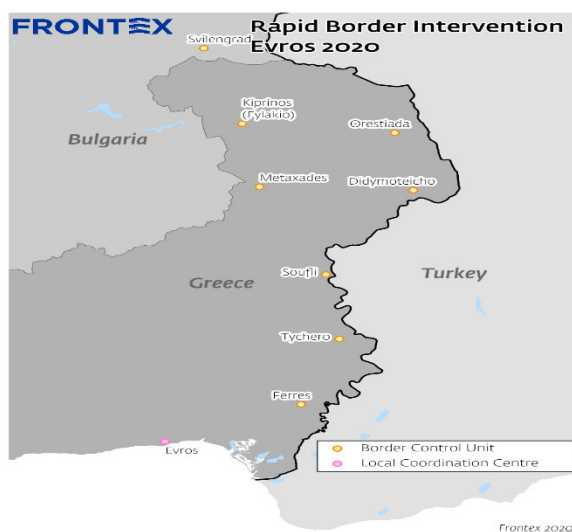 FRONTEX
Rapid Border Intervention
Evros 2020
Svilengrad
Kiprinos
(Fylakio)
Orestiada
Bulgaria
Metaxades
Didymoteicho
Soufli
Turkey
Greece
Tychero
Ferres
Evros
Border Control Unit
Local Coordination Centre
Frontex 2020